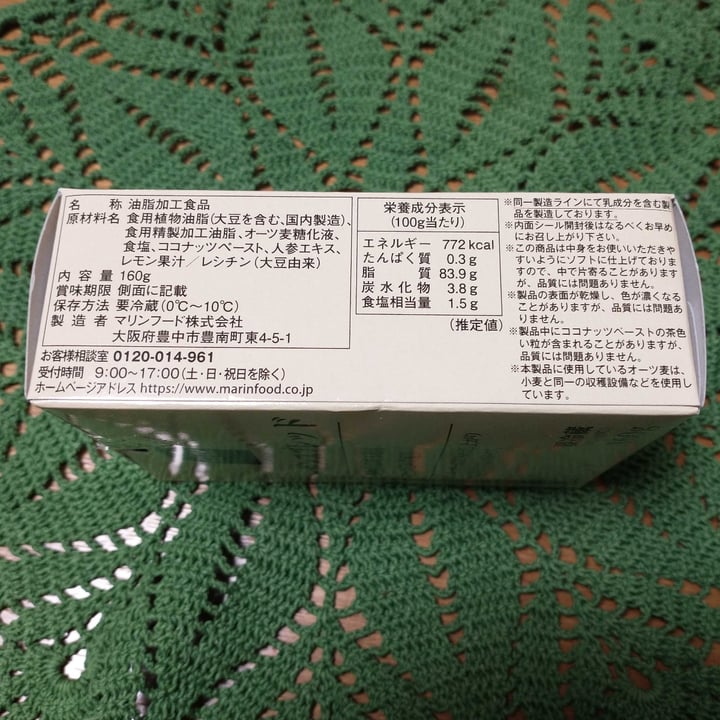 名 称 油脂加工食品
原材料名 食用植物油脂(大豆を含む、国内製造)、
食用精製加工油脂、オーツ麦糖化液、
食塩、ココナッツペースト、人参エキス、
レモン果汁／レシチン(大豆由来)
内 容 量 160g
賞味期限 側面に記載
保存方法 要冷蔵(0℃～10℃)
製 造 者 マリンフード株式会社
大阪府豊中市豊南町東4-5-1
お客様相談室 0120-014-961
受付時間 9:00～17:00(土・日・祝日を除く)
ホームページアドレス https://www.marinfood.co.jp
栄養成分表示
(100g当たり)
エネルギー 772kcal
たんぱく質 0.3g
脂 質 83.9g
炭水化物 3.8g
食塩相当量 1.5g
(推定値)
※同一製造ラインにて乳成分を含む製
品を製造しております。
※内面シール開封後はなるべくお早め
にお召し上がり下さい。
※この商品は中身をお使いいただきや
すいようにソフトに仕上げております
ので、中で片寄ることがあります
が、品質には問題ありません。
※製品の表面が乾燥し、色が濃くなる
ことがありますが、品質には問題あ
りません。
※製品中にココナッツペーストの茶色
い粒が含まれることがありますが、
品質には問題ありません。
※本製品に使用しているオーツ麦は、
小麦と同一の収穫設備などを使用し
ています。